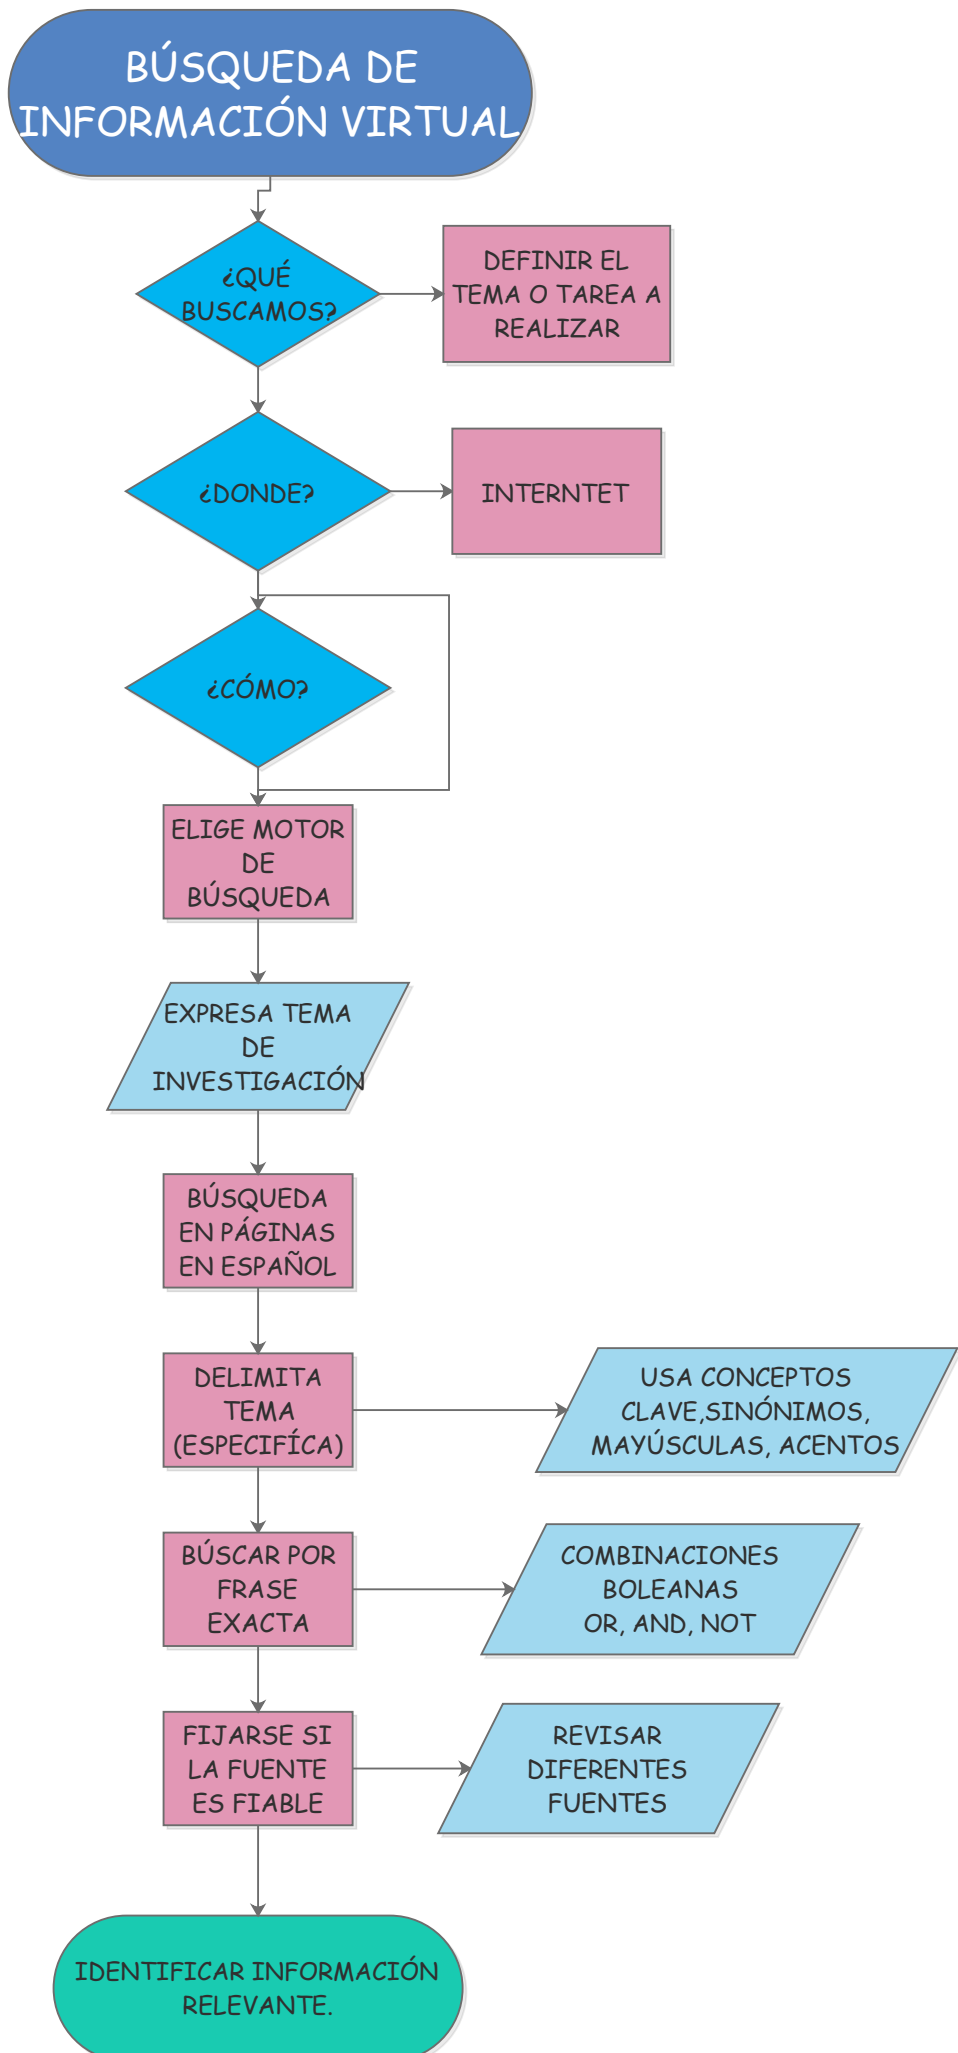 BÚSQUEDA DE
INFORMACIÓN VIRTUAL
¿QUÉ
BUSCAMOS?
DEFINIR EL
TEMA O TAREA A
REALIZAR
¿DONDE?
INTERNTET
¿CÓMO?
ELIGE MOTOR
DE
BÚSQUEDA
EXPRESA TEMA
DE
INVESTIGACIÓN
BÚSQUEDA
EN PÁGINAS
EN ESPAÑOL
DELIMITA
TEMA
(ESPECIFÍCA)
USA CONCEPTOS
CLAVE,SINÓNIMOS,
MAYÚSCULAS, ACENTOS
BÚSCAR POR
FRASE
EXACTA
COMBINACIONES
BOLEANAS
OR, AND, NOT
FIJARSE SI
LA FUENTE
ES FIABLE
REVISAR
DIFERENTES
FUENTES
IDENTIFICAR INFORMACIÓN
RELEVANTE.